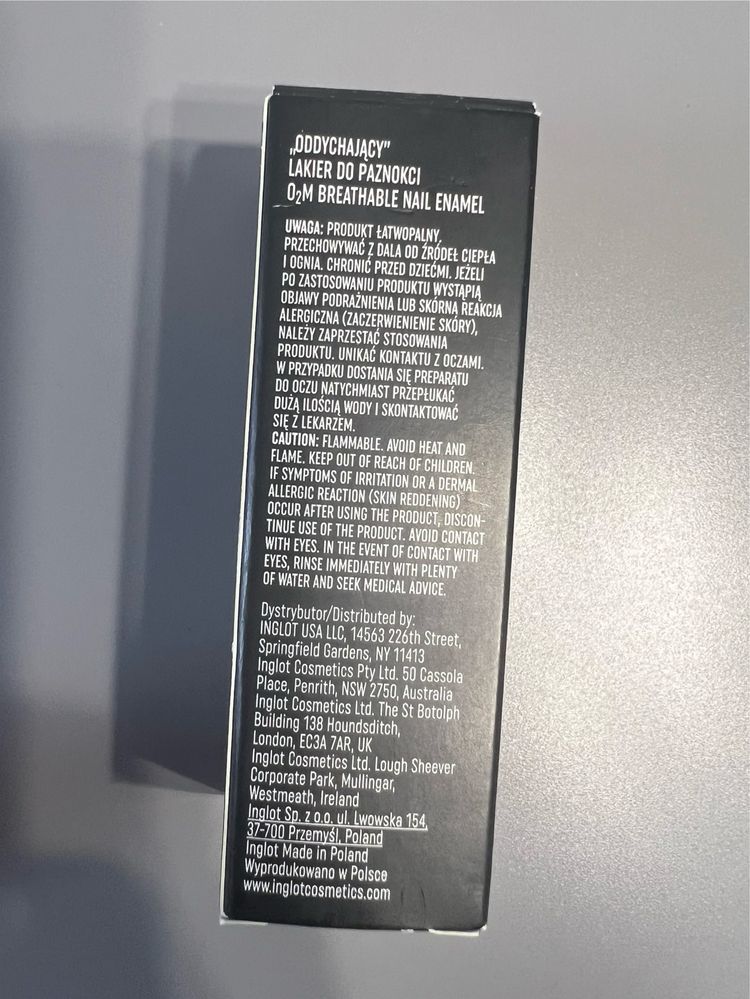 „ODDYCHAJĄCY”
LAKIER DO PAZNOKCI
O₂M BREATHABLE NAIL ENAMEL
UWAGA: PRODUKT ŁATWOPALNY,
PRZECHOWYWAĆ Z DALA OD ŹRÓDEŁ CIEPŁA
I OGNIA. CHRONIĆ PRZED DZIEĆMI. JEŻELI
PO ZASTOSOWANIU PRODUKTU WYSTĄPIĄ
OBJAWY PODRAŻNIENIA LUB SKÓRNA REAKCJA
ALERGICZNA (ZACZERWIENIENIE SKÓRY),
NALEŻY ZAPRZESTAĆ STOSOWANIA
PRODUKTU. UNIKAĆ KONTAKTU Z OCZAMI.
W PRZYPADKU DOSTANIA SIĘ PREPARATU
DO OCZU NATYCHMIAST PRZEPŁUKAĆ
DUŻĄ ILOŚCIĄ WODY I SKONTAKTOWAĆ
SIĘ Z LEKARZEM.
CAUTION: FLAMMABLE. AVOID HEAT AND
FLAME. KEEP OUT OF REACH OF CHILDREN.
IF SYMPTOMS OF IRRITATION OR A DERMAL
ALLERGIC REACTION (SKIN REDDENING)
OCCUR AFTER USING THE PRODUCT, DISCON-
TINUE USE OF THE PRODUCT. AVOID CONTACT
WITH EYES. IN THE EVENT OF CONTACT WITH
EYES, RINSE IMMEDIATELY WITH PLENTY
OF WATER AND SEEK MEDICAL ADVICE.
Dystrybutor/Distributed by:
INGLOT USA LLC, 14563 226th Street,
Springfield Gardens, NY 11413
Inglot Cosmetics Pty Ltd. 50 Cassola
Place, Penrith, NSW 2750, Australia
Inglot Cosmetics Ltd. The St Botolph
Building 138 Houndsditch,
London, EC3A 7AR, UK
Inglot Cosmetics Ltd. Lough Sheever
Corporate Park, Mullingar,
Westmeath, Ireland
Inglot Sp. z o.o. ul. Lwowska 154,
37-700 Przemyśl, Poland
Inglot Made in Poland
Wyprodukowano w Polsce
www.inglotcosmetics.com